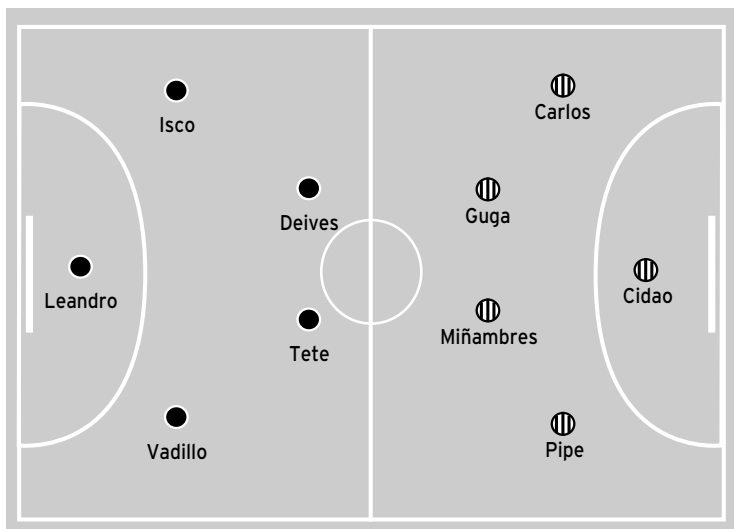 Carlos
Isco
Guga
Deives
Cidao
Leandro
Miñambres
Tete
Pipe
Vadillo